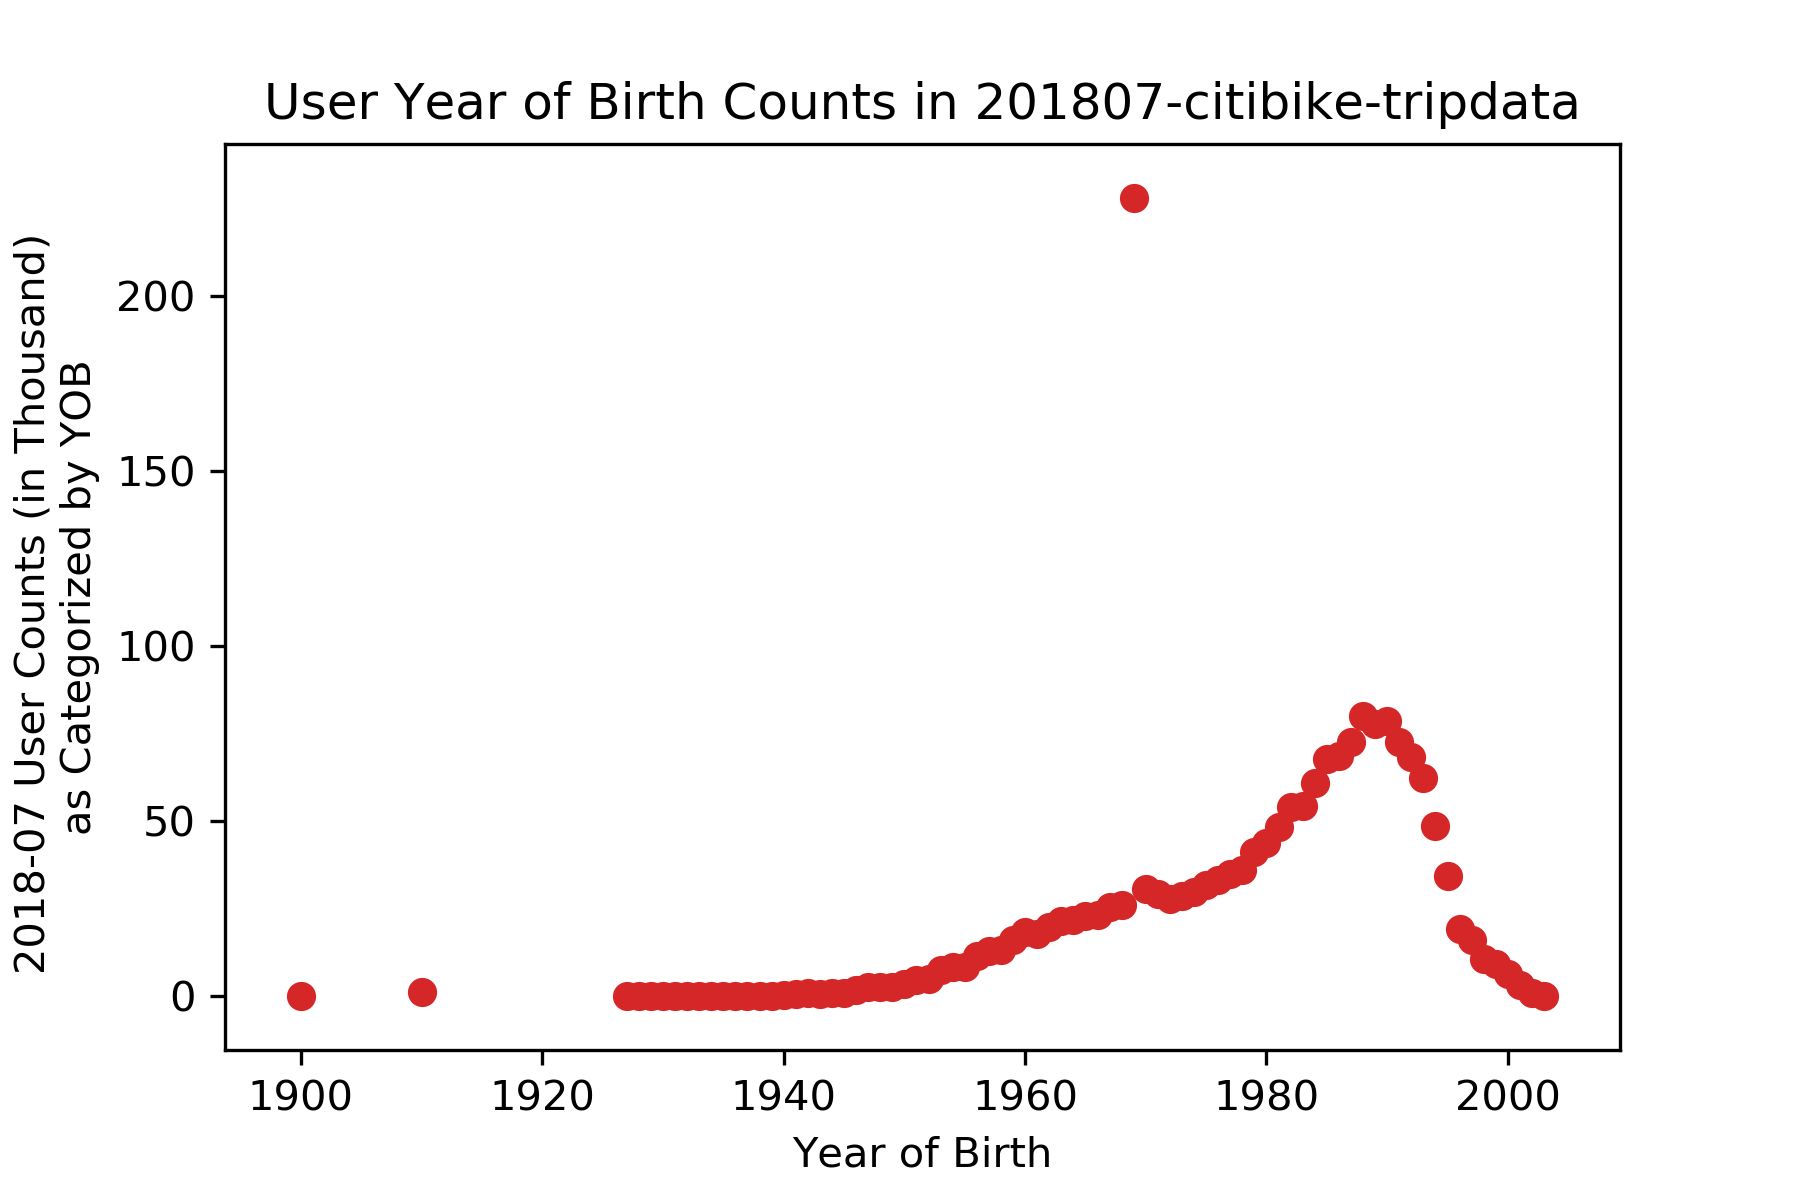 User Year of Birth Counts in 201807-citibike-tripdata
2018-07 User Counts (in Thousand)
as Categorized by YOB
200
150
100
50
0
1900 1920 1940 1960 1980 2000
Year of Birth